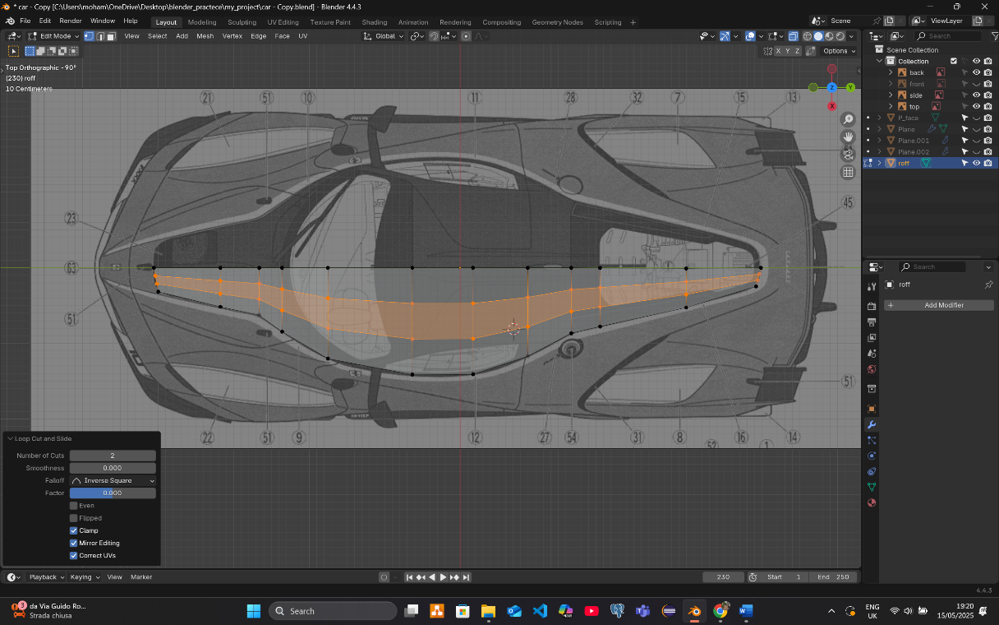 * car - Copy [C:\Users\moham\OneDrive\Desktop\blender_practece\my_project\car - Copy.blend] - Blender 4.4.3
File Edit Render Window Help
Layout Modeling Sculpting UV Editing Texture Paint Shading Animation Rendering Compositing Geometry Nodes Scripting +
Scene
ViewLayer
Edit Mode
View Select Add Mesh Vertex Edge Face UV
Global
Search
X Y Z
Options
Top Orthographic - 90°
(230) roff
10 Centimeters
Scene Collection
Collection
back
front
side
top
P_face
Plane
Plane.001
Plane.002
roff
X
Y
Z
21 51 10 11 28 32 7 15 13
23
45
63
51
51
22 51 9 12 27 54 31 8 16 14
52 1
Search
roff
+ Add Modifier
Loop Cut and Slide
Number of Cuts 2
Smoothness 0.000
Falloff Inverse Square
Factor 0.000
Even
Flipped
Clamp
Mirror Editing
Correct UVs
Playback Keying View Marker
230
Start 1
End 250
4.4.3
3
da Via Guido Ro...
Strada chiusa
Search
ENG
UK
19:20
15/05/2025